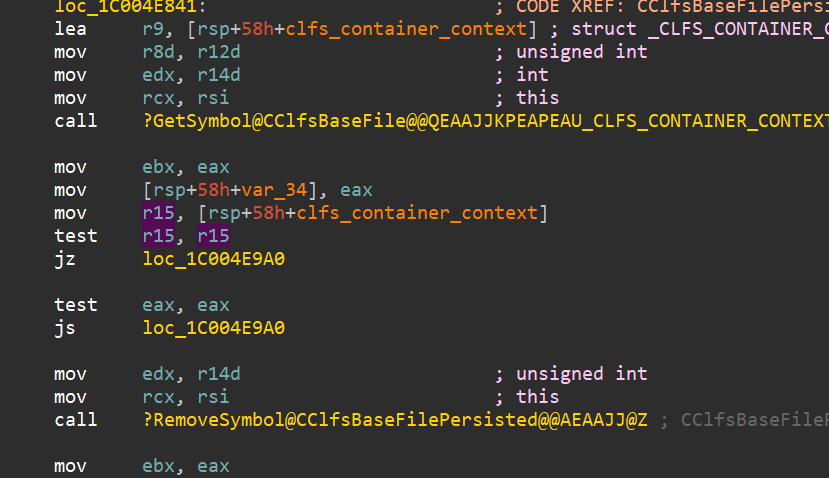 loc_1C004E841: ; CODE XREF: CClfsBaseFilePersi
lea r9, [rsp+58h+clfs_container_context] ; struct _CLFS_CONTAINER_C
mov r8d, r12d ; unsigned int
mov edx, r14d ; int
mov rcx, rsi ; this
call ?GetSymbol@CClfsBaseFile@@QEAAJJKPEAPEAU_CLFS_CONTAINER_CONTEXT
mov ebx, eax
mov [rsp+58h+var_34], eax
mov r15, [rsp+58h+clfs_container_context]
test r15, r15
jz loc_1C004E9A0
test eax, eax
js loc_1C004E9A0
mov edx, r14d ; unsigned int
mov rcx, rsi ; this
call ?RemoveSymbol@CClfsBaseFilePersisted@@AEAAJJ@Z ; CClfsBaseFileP
mov ebx, eax